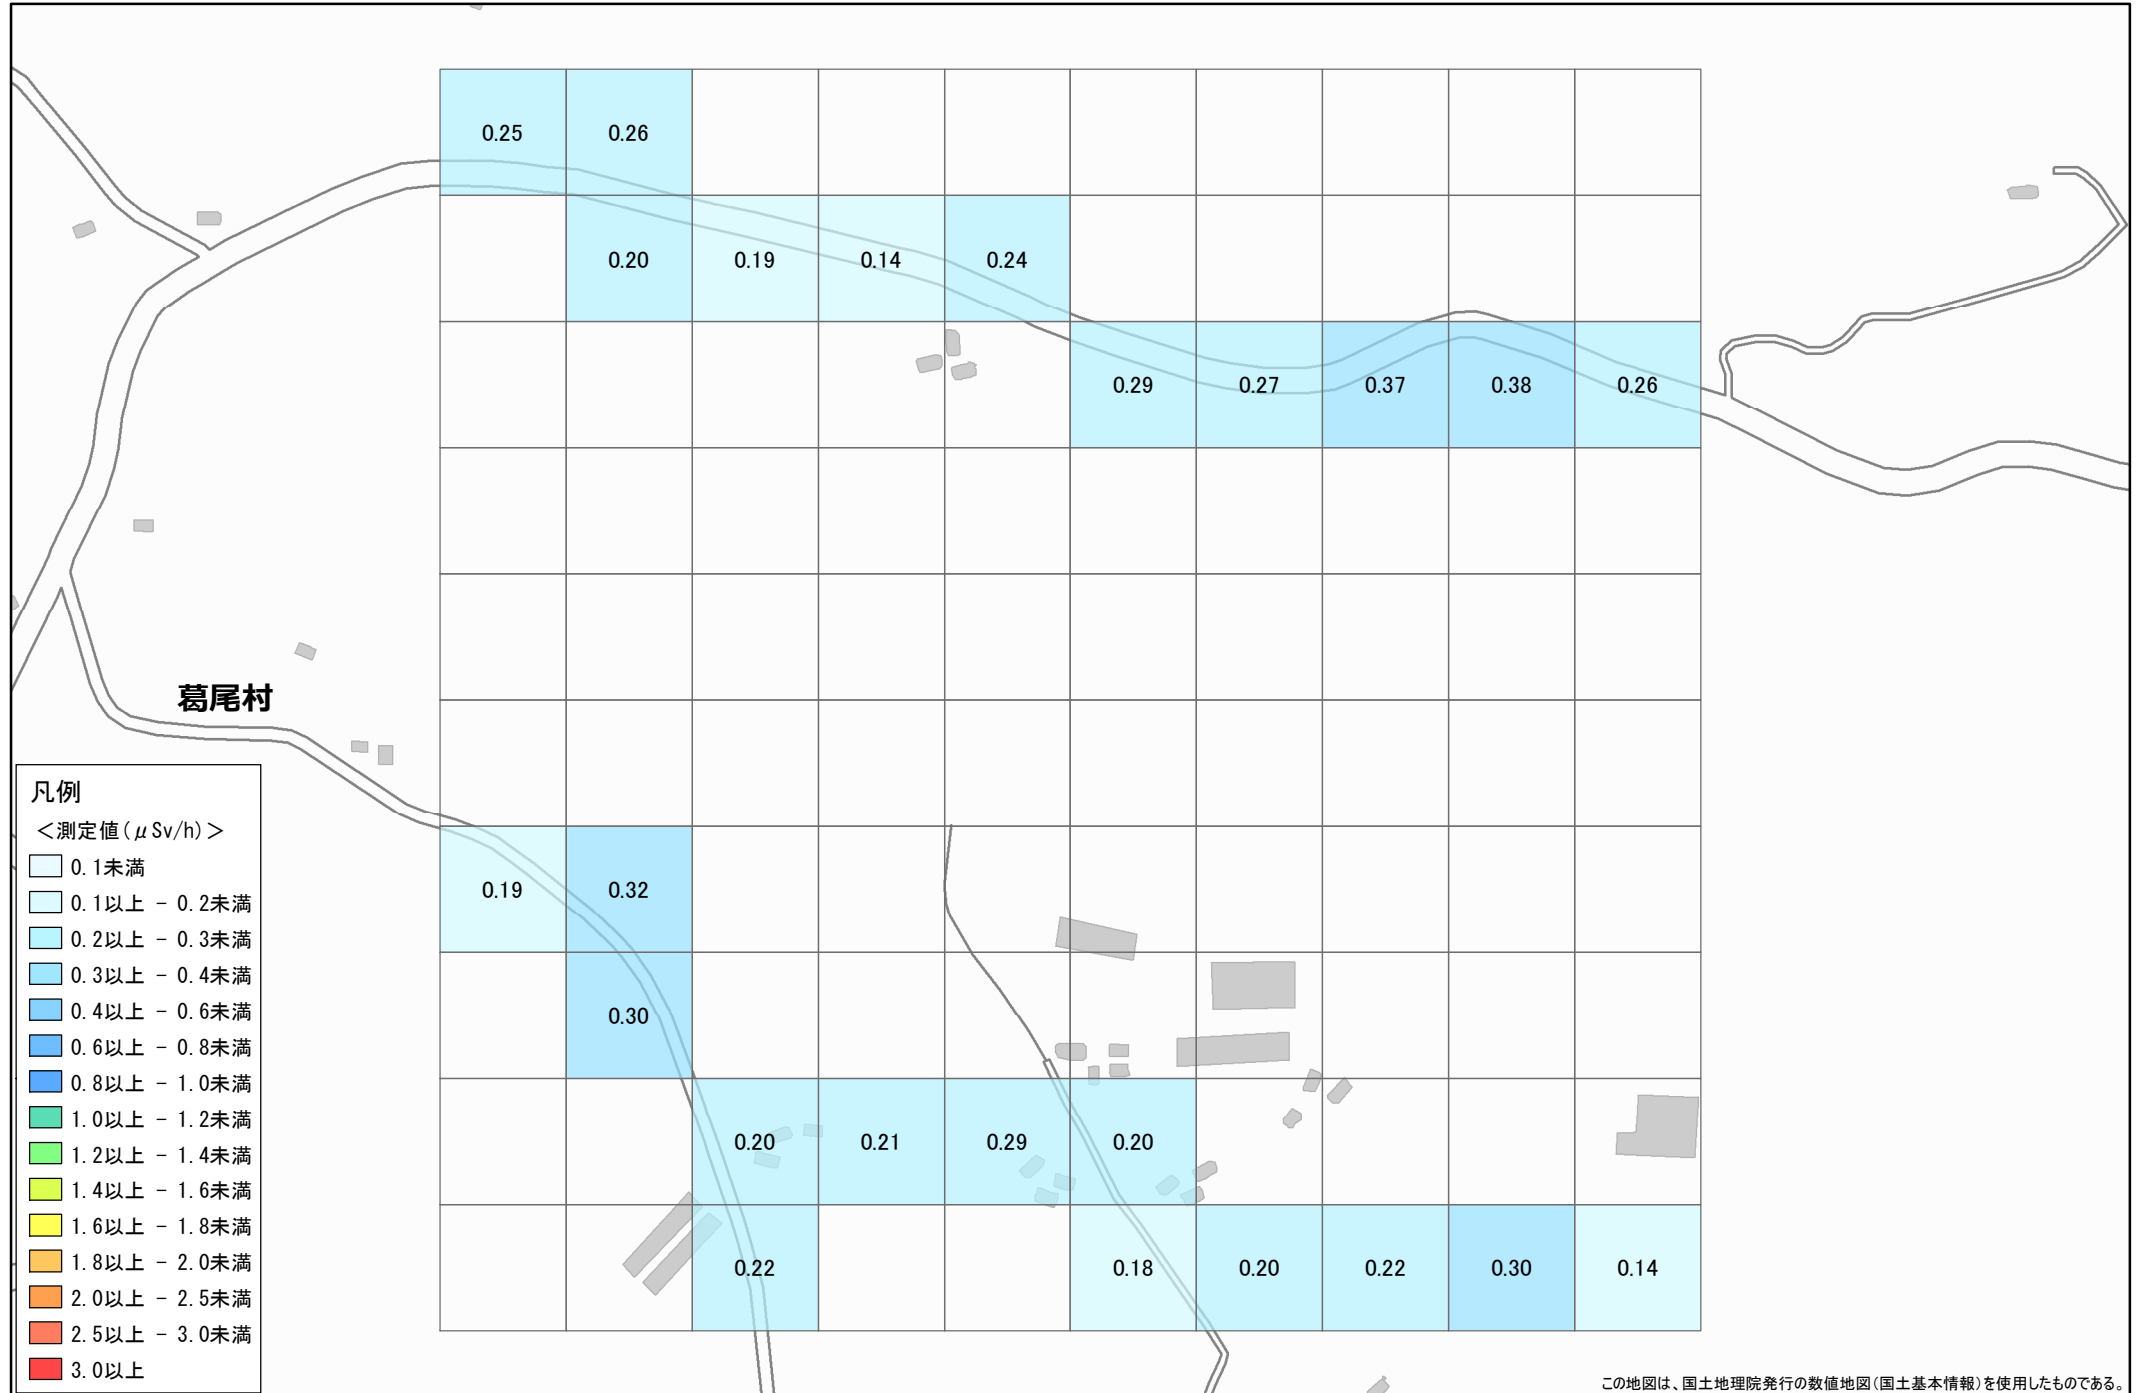 0.25 0.26
0.20 0.19 0.14 0.24
0.29 0.27 0.37 0.38 0.26
葛尾村
凡例
＜測定値(μSv/h)＞
0.1未満
0.1以上 － 0.2未満
0.2以上 － 0.3未満
0.3以上 － 0.4未満
0.4以上 － 0.6未満
0.6以上 － 0.8未満
0.8以上 － 1.0未満
1.0以上 － 1.2未満
1.2以上 － 1.4未満
1.4以上 － 1.6未満
1.6以上 － 1.8未満
1.8以上 － 2.0未満
2.0以上 － 2.5未満
2.5以上 － 3.0未満
3.0以上
0.19 0.32
0.30
0.20 0.21 0.29 0.20
0.22 0.18 0.20 0.22 0.30 0.14
この地図は、国土地理院発行の数値地図(国土基本情報)を使用したものである。